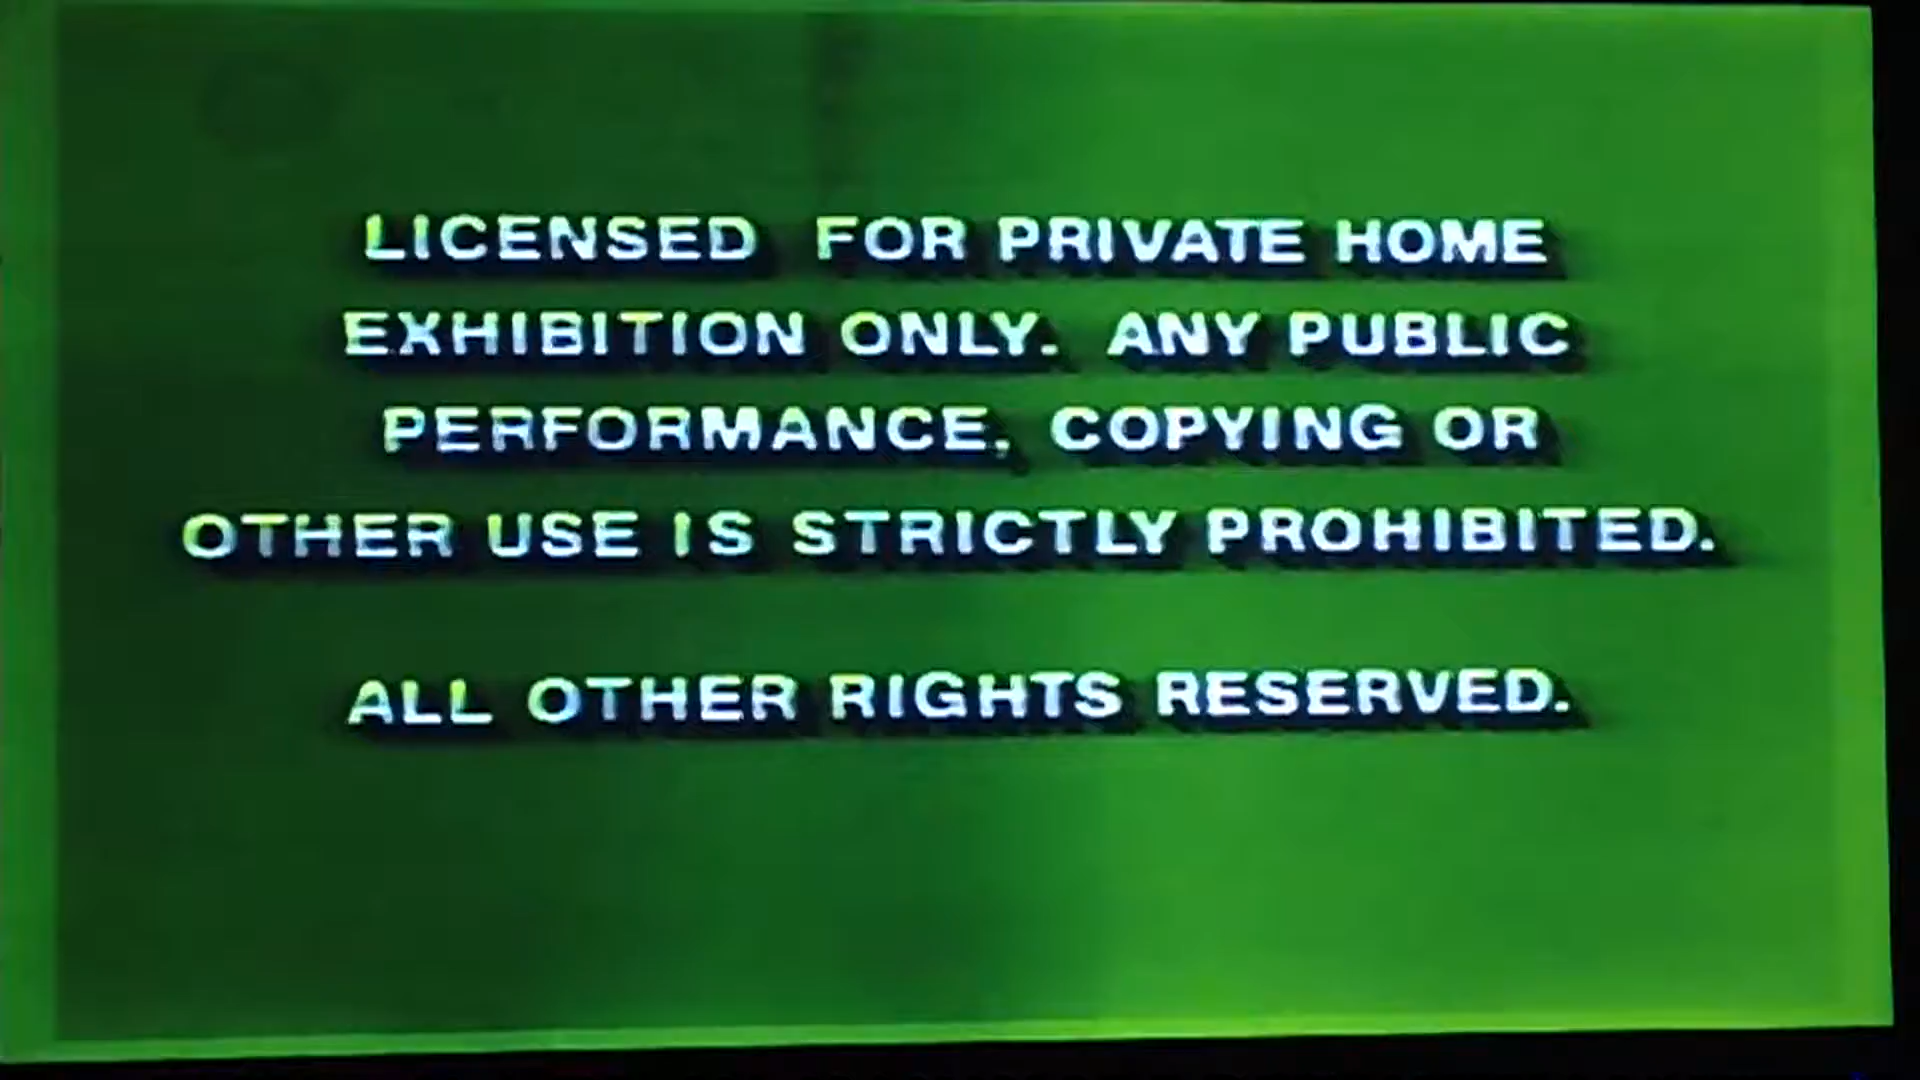 LICENSED FOR PRIVATE HOME
EXHIBITION ONLY. ANY PUBLIC
PERFORMANCE, COPYING OR
OTHER USE IS STRICTLY PROHIBITED.
ALL OTHER RIGHTS RESERVED.